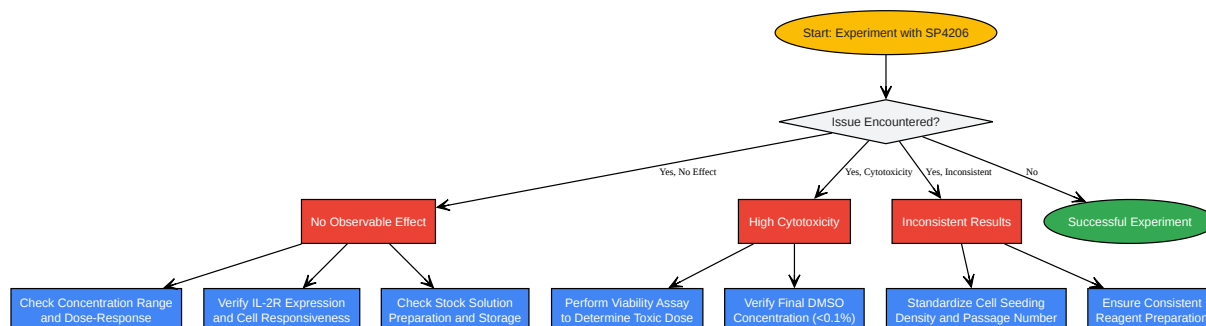 Start: Experiment with SP4206
Issue Encountered?
Yes, No Effect
Yes, Cytotoxicity
Yes, Inconsistent
No
No Observable Effect
High Cytotoxicity
Inconsistent Results
Successful Experiment
Check Concentration Range
and Dose-Response
Verify IL-2R Expression
and Cell Responsiveness
Check Stock Solution
Preparation and Storage
Perform Viability Assay
to Determine Toxic Dose
Verify Final DMSO
Concentration (<0.1%)
Standardize Cell Seeding
Density and Passage Number
Ensure Consistent
Reagent Preparation